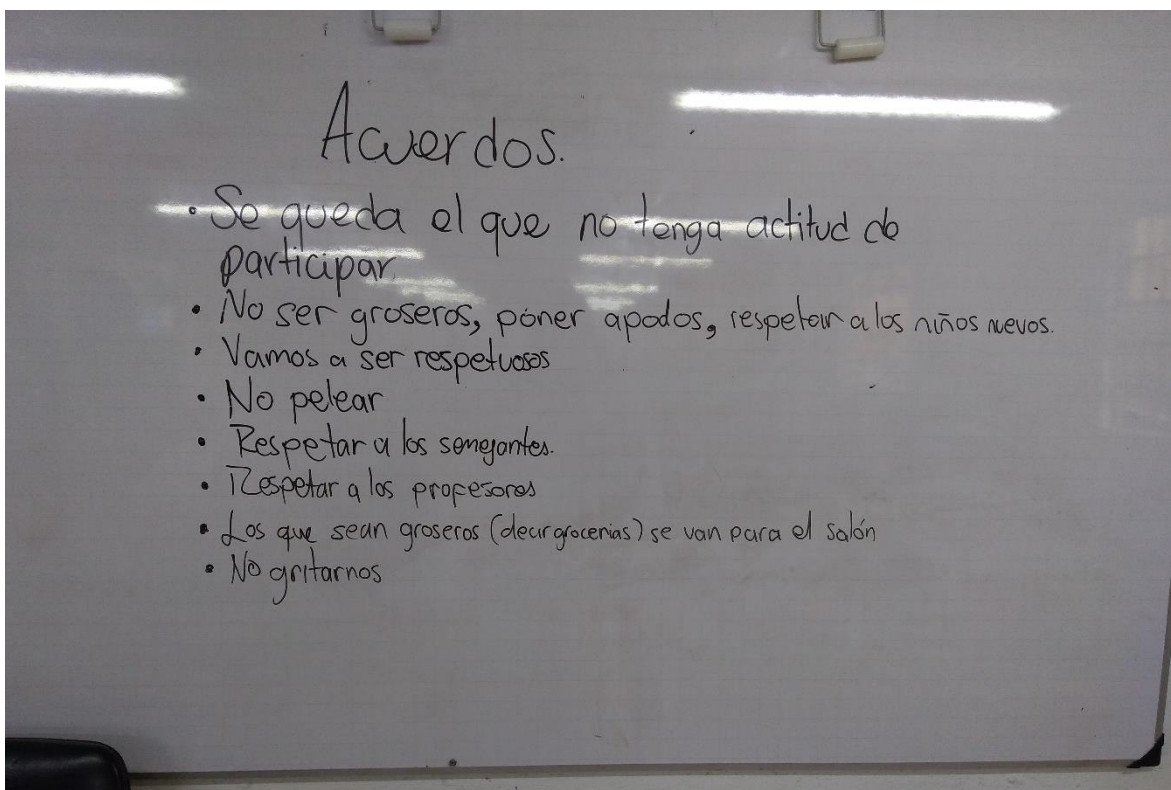 Acuerdos.
• Se queda el que no tenga actitud de
participar.
• No ser groseros, poner apodos, respetar a los niños nuevos.
• Vamos a ser respetuosos
• No pelear
• Respetar a los semejantes.
• Respetar a los profesores
• Los que sean groseros (decir grocerias) se van para el salón
• No gritarnos